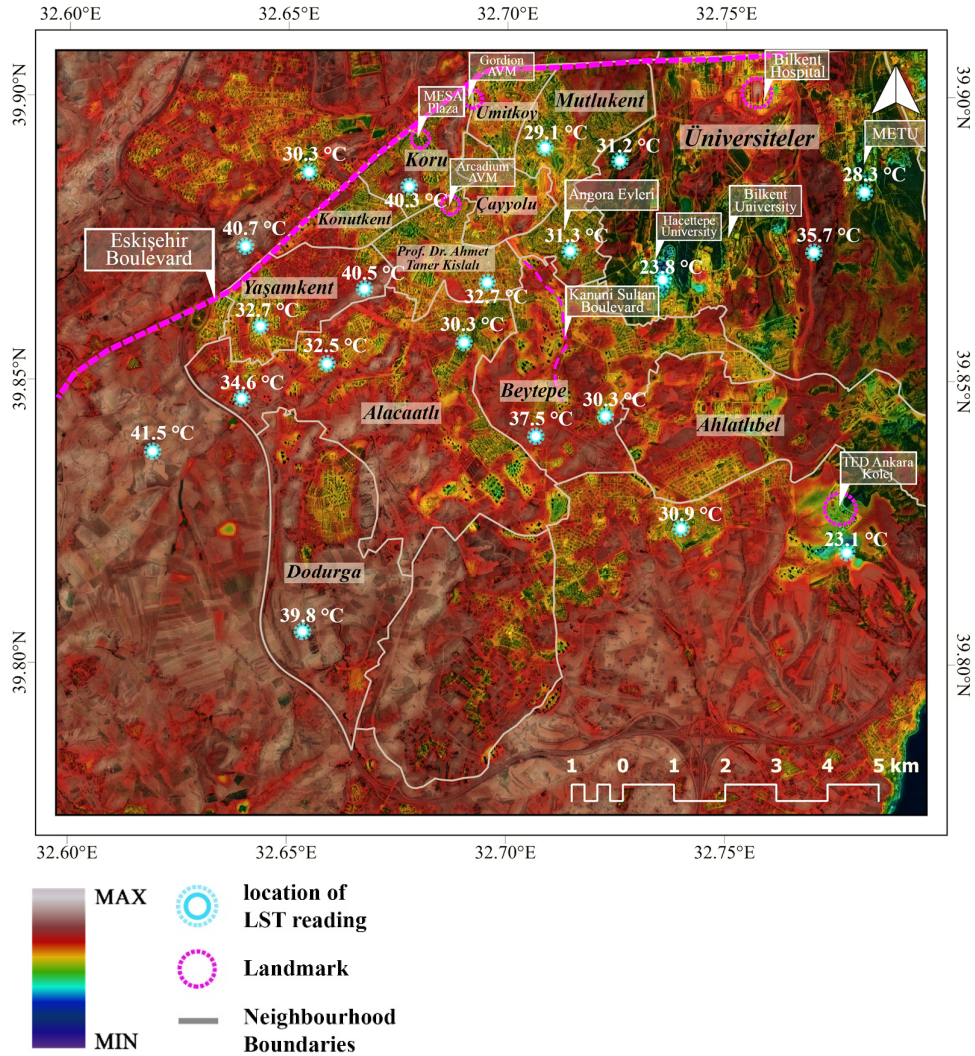 32.60°E
32.65°E
32.70°E
32.75°E
39.90°N
39.90°N
Gordion
AVM
Bilkent
Hospital
MESA
Plaza
Umitkoy
Mutlukent
Üniversiteler
METU
29.1 °C
31.2 °C
30.3 °C
Koru
Arcadium
AVM
28.3 °C
40.3 °C
Angora Evleri
Bilkent
University
Çayyolu
Konutkent
Hacettepe
University
40.7 °C
31.3 °C
35.7 °C
Eskişehir
Boulevard
Prof. Dr. Ahmet
Taner Kislalı
23.8 °C
40.5 °C
Yaşamkent
32.7 °C
Kanuni Sultan
Boulevard
32.7 °C
30.3 °C
32.5 °C
39.85°N
39.85°N
34.6 °C
Beytepe
30.3 °C
Alacaatlı
Ahlatlıbel
37.5 °C
41.5 °C
TED Ankara
Kolej
30.9 °C
23.1 °C
Dodurga
39.8 °C
39.80°N
39.80°N
1 0 1 2 3 4 5 km
32.60°E
32.65°E
32.70°E
32.75°E
MAX
MIN
location of
LST reading
Landmark
Neighbourhood
Boundaries